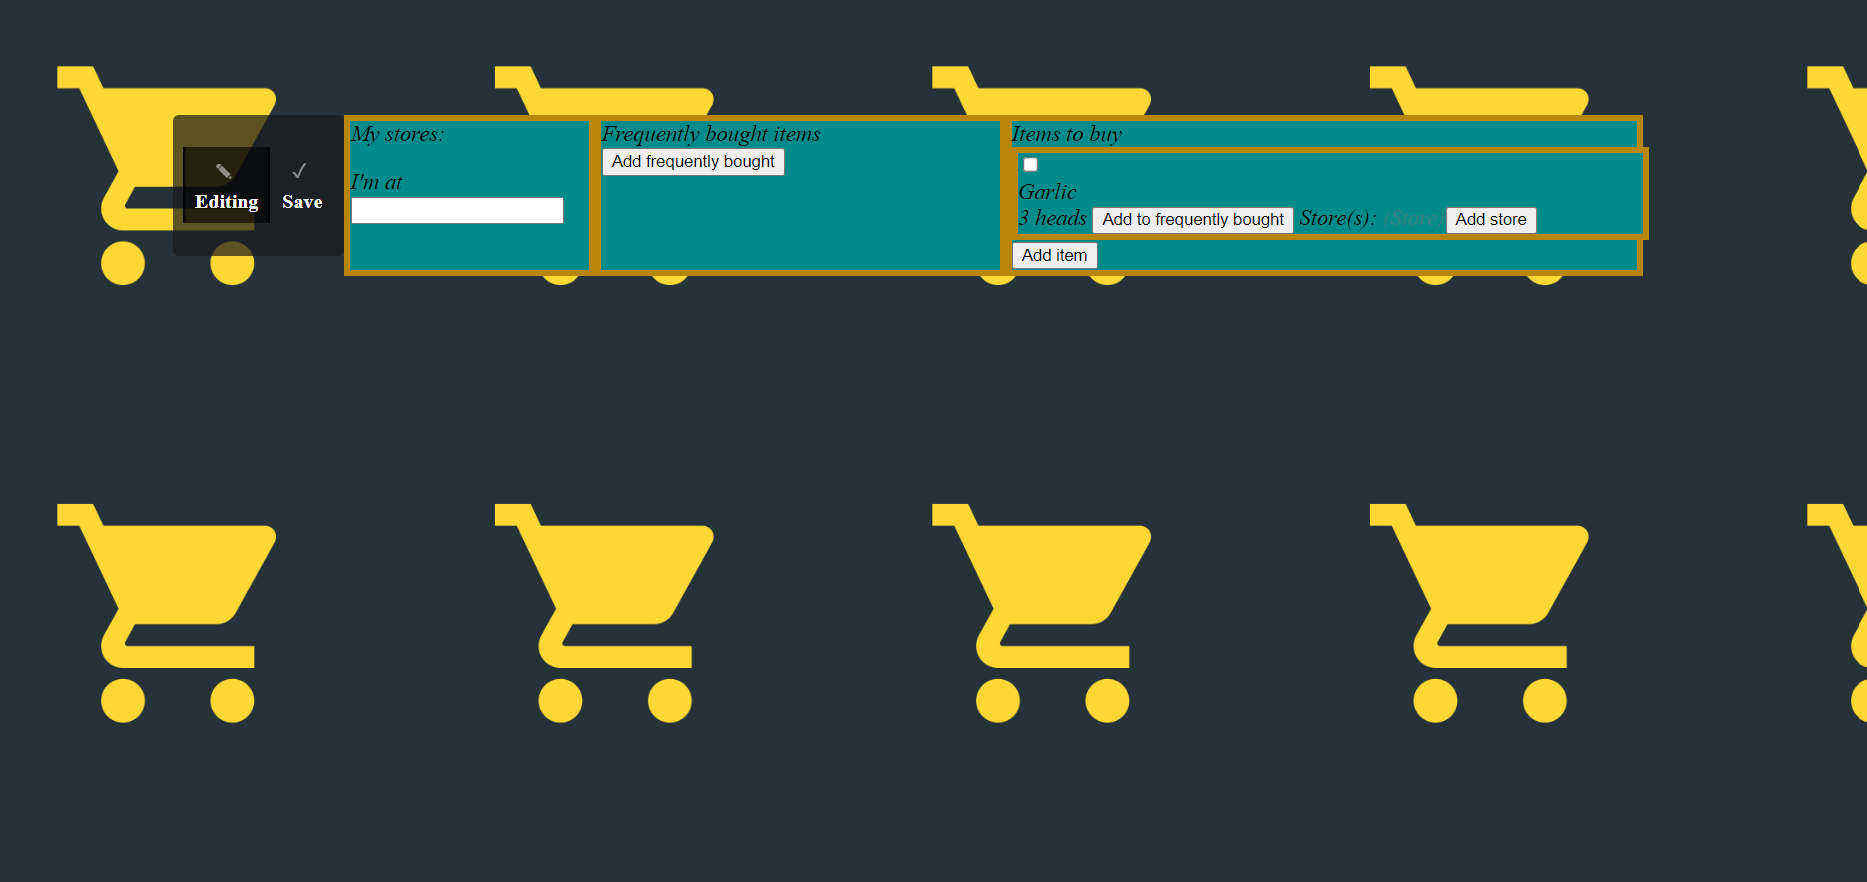 Editing
Save
My stores:
I'm at
Frequently bought items
Add frequently bought
Items to buy
Garlic
3 heads Add to frequently bought Store(s): (Store) Add store
Add item